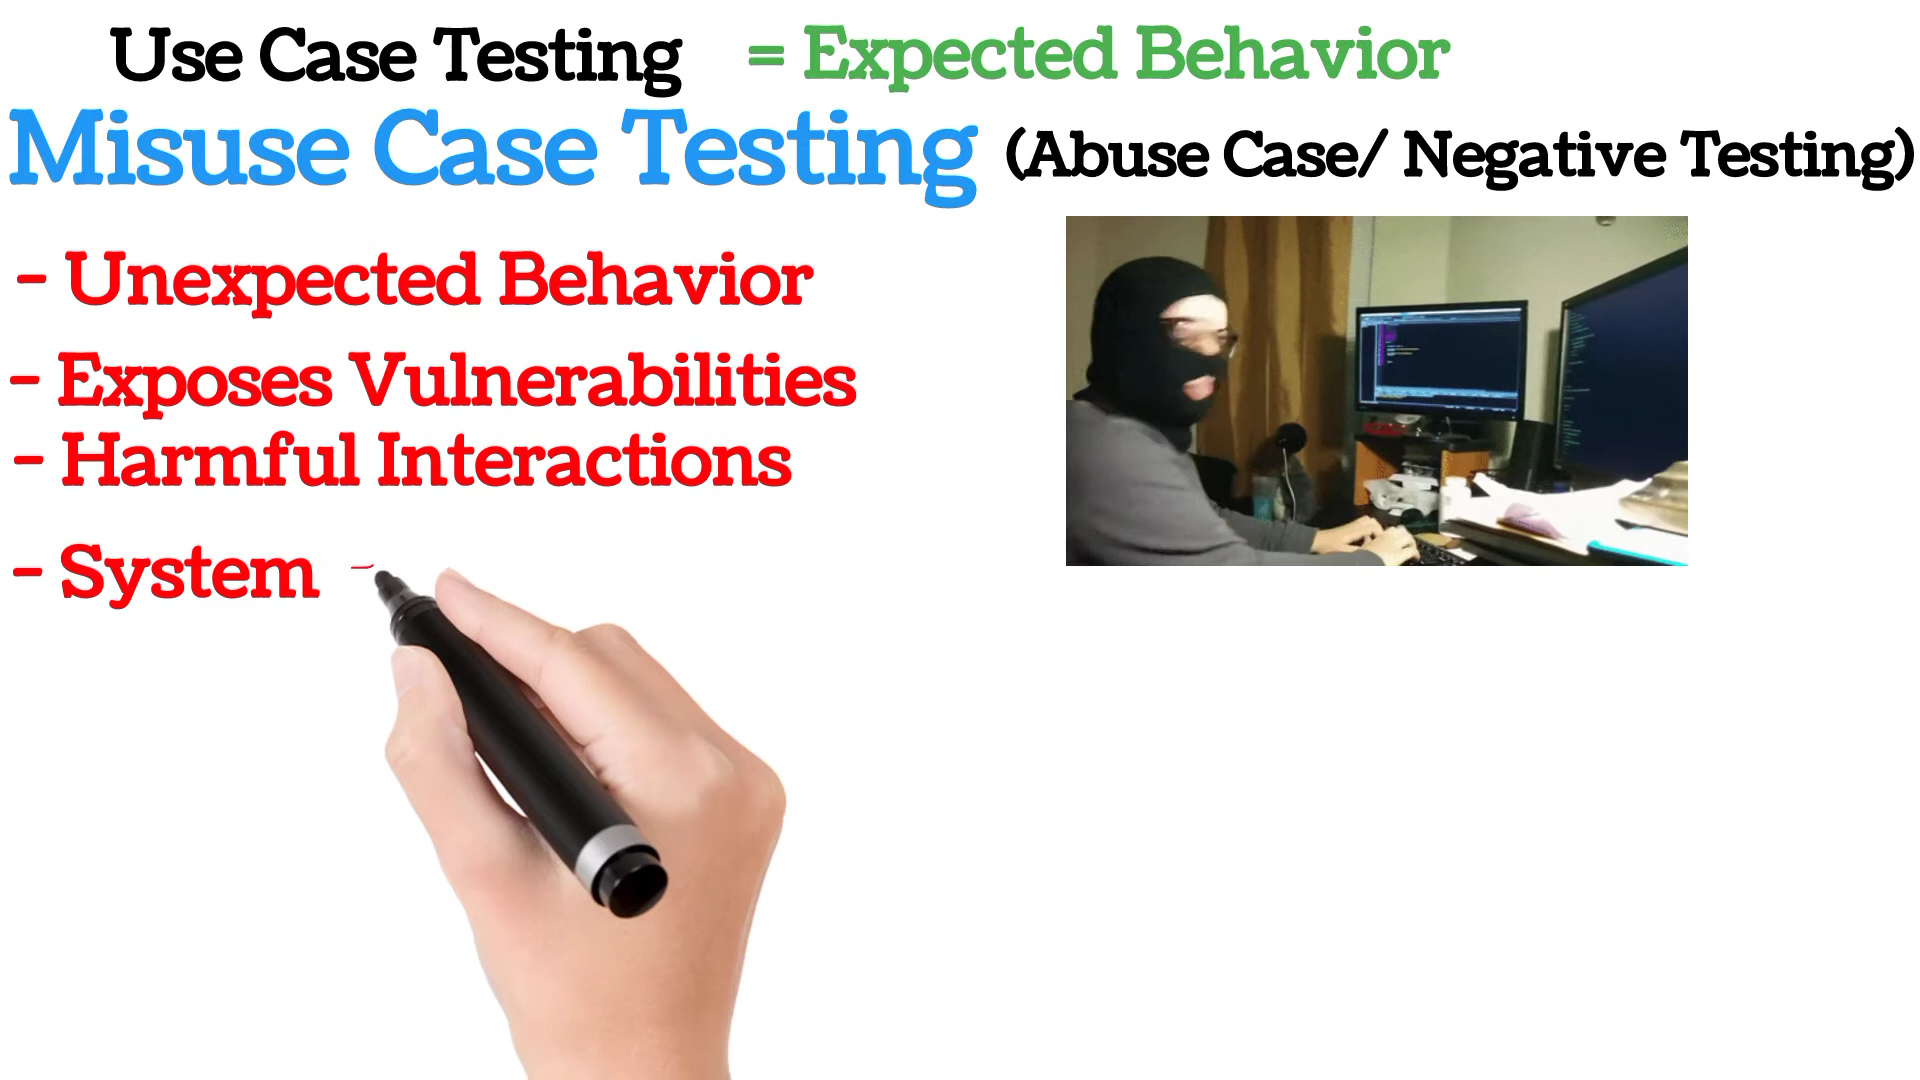 Use Case Testing = Expected Behavior
Misuse Case Testing (Abuse Case/ Negative Testing)
- Unexpected Behavior
- Exposes Vulnerabilities
- Harmful Interactions
- System